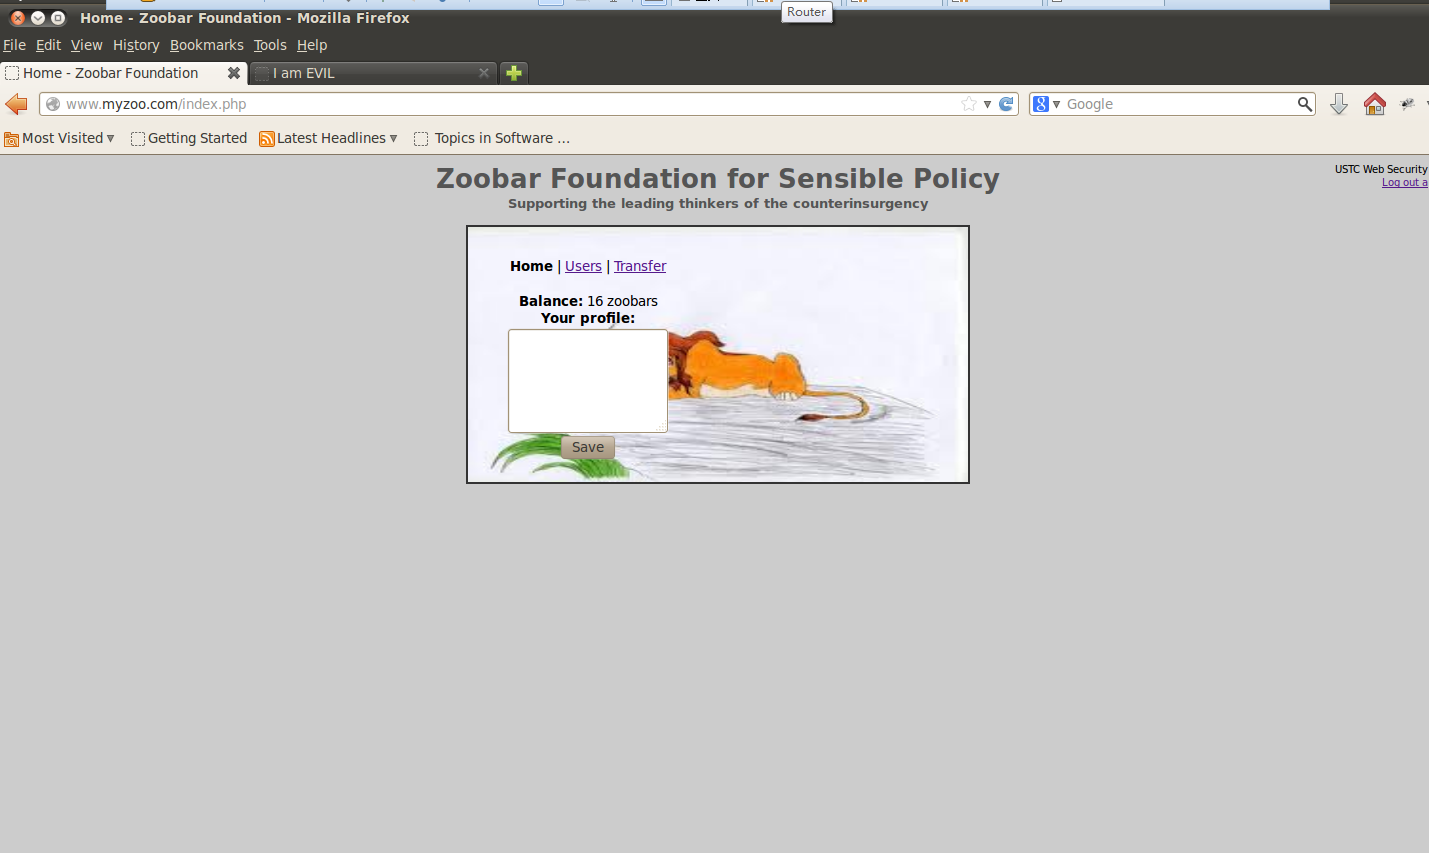 Router
Home - Zoobar Foundation - Mozilla Firefox
File Edit View History Bookmarks Tools Help
Home - Zoobar Foundation
I am EVIL
www.myzoo.com/index.php
Google
Most Visited
Getting Started
Latest Headlines
Topics in Software ...
Zoobar Foundation for Sensible Policy
USTC Web Security
Log out a
Supporting the leading thinkers of the counterinsurgency
Home | Users | Transfer
Balance: 16 zoobars
Your profile:
Save